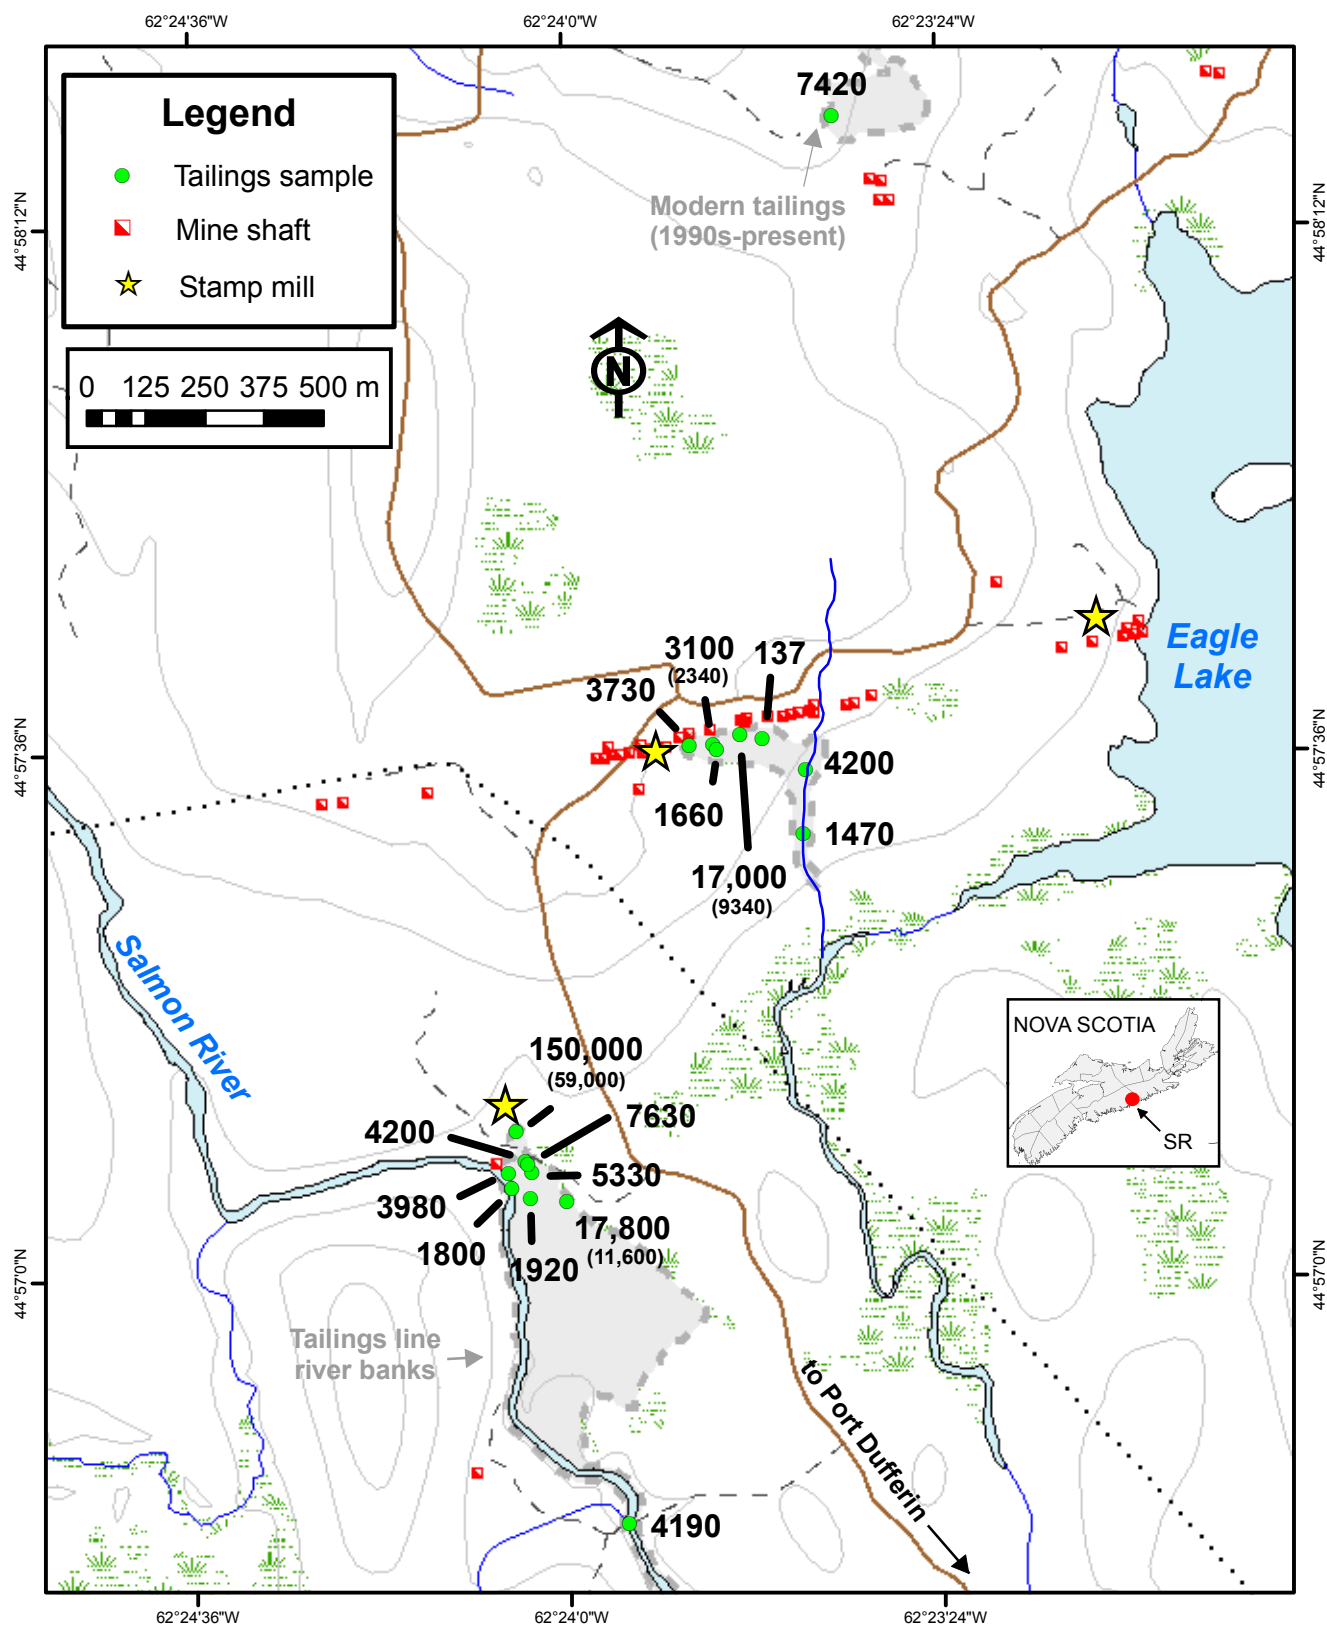 62°24'36"W
62°24'0"W
62°23'24"W
Legend
Tailings sample
Mine shaft
Stamp mill
0 125 250 375 500 m
44°58'12"N
44°58'12"N
7420
Modern tailings
(1990s-present)
N
Eagle
Lake
3100
(2340)
137
3730
44°57'36"N
44°57'36"N
4200
1660
1470
17,000
(9340)
Salmon River
NOVA SCOTIA
SR
150,000
(59,000)
4200
7630
5330
3980
1800
1920
17,800
(11,600)
44°57'0"N
44°57'0"N
Tailings line
river banks
to Port Dufferin
4190
62°24'36"W
62°24'0"W
62°23'24"W